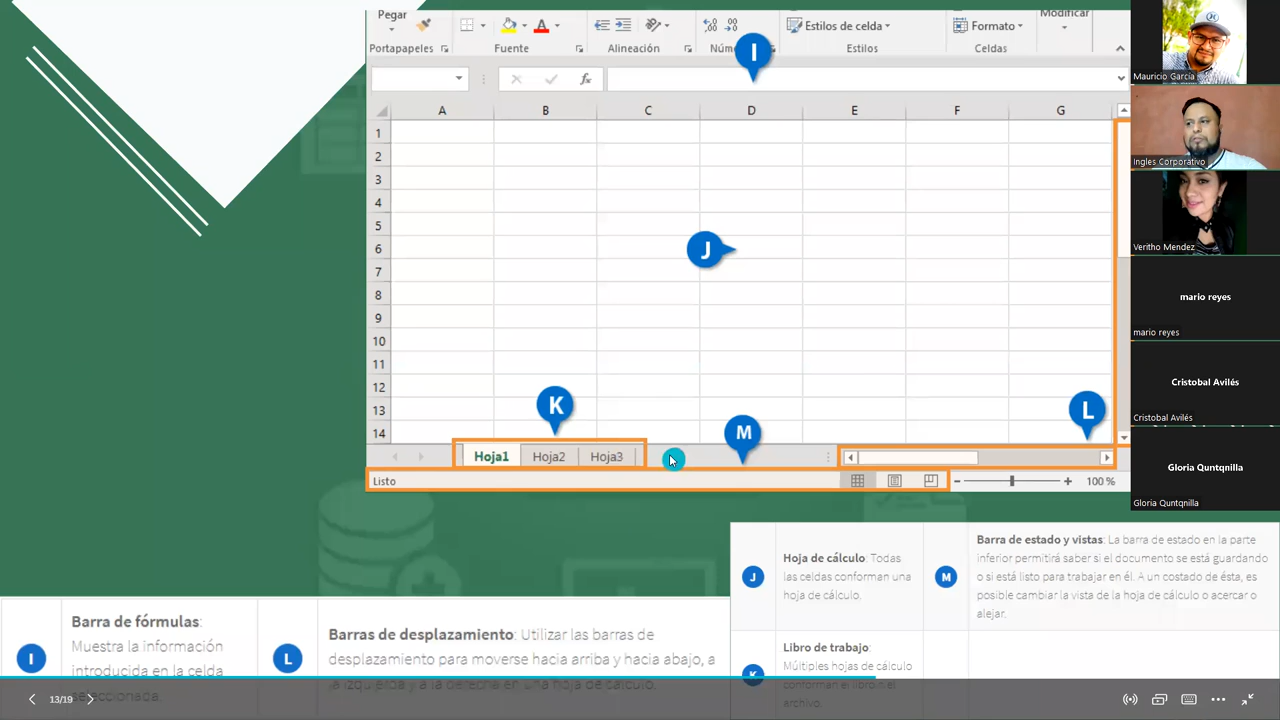 Pegar
Portapapeles
Fuente
Alineación
Estilos de celda
Estilos
Formato
Celdas
Modificar
I
fx
A B C D E F G
1
2
3
4
5
6
7
8
9
10
11
12
13
14
J
K
M
L
Hoja1 Hoja2 Hoja3
Listo
100 %
Mauricio García
Ingles Corporativo
Veritho Mendez
mario reyes
mario reyes
Cristobal Avilés
Cristobal Avilés
Gloria Quntqnilla
Gloria Quntqnilla
I
Barra de fórmulas:
Muestra la información
introducida en la celda
seleccionada.
L
Barras de desplazamiento: Utilizar las barras de
desplazamiento para moverse hacia arriba y hacia abajo, a
la izquierda y a la derecha en una hoja de cálculo.
J
Hoja de cálculo: Todas
las celdas conforman una
hoja de cálculo.
M
Barra de estado y vistas: La barra de estado en la parte
inferior permitirá saber si el documento se está guardando
o si está listo para trabajar en él. A un costado de ésta, es
posible cambiar la vista de la hoja de cálculo o acercar o
alejar.
K
Libro de trabajo:
Múltiples hojas de cálculo
conforman el libro o el
archivo.
13/19